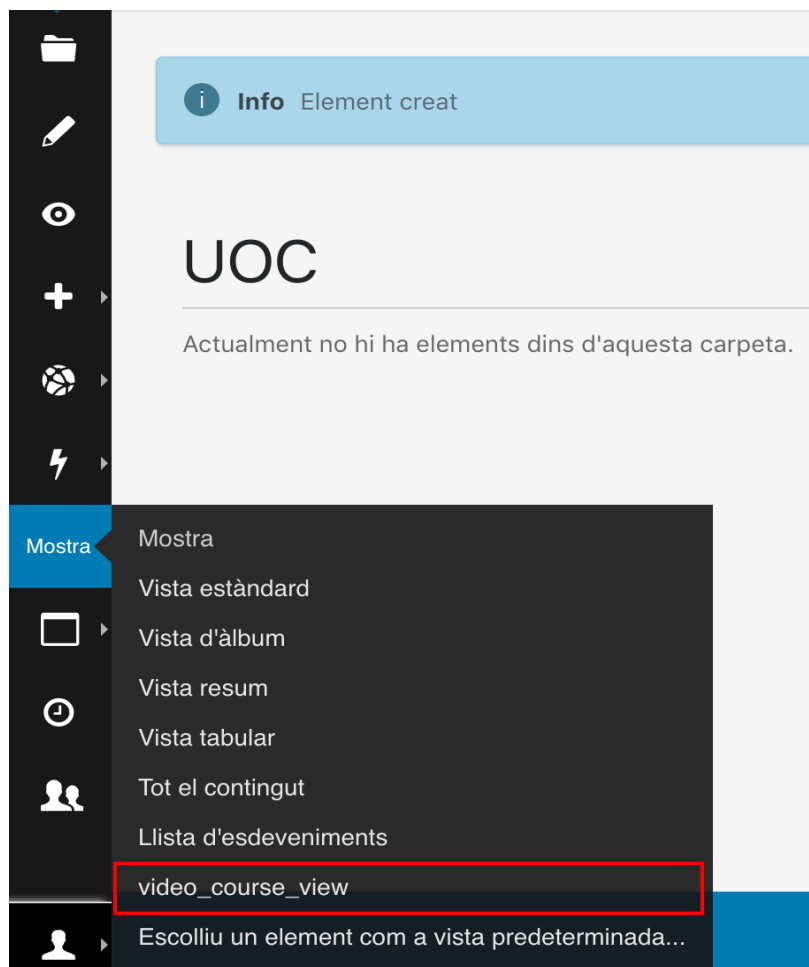 Info Element creat
UOC
Actualment no hi ha elements dins d'aquesta carpeta.
Mostra
Mostra
Vista estàndard
Vista d'àlbum
Vista resum
Vista tabular
Tot el contingut
Llista d'esdeveniments
video_course_view
Escolliu un element com a vista predeterminada...